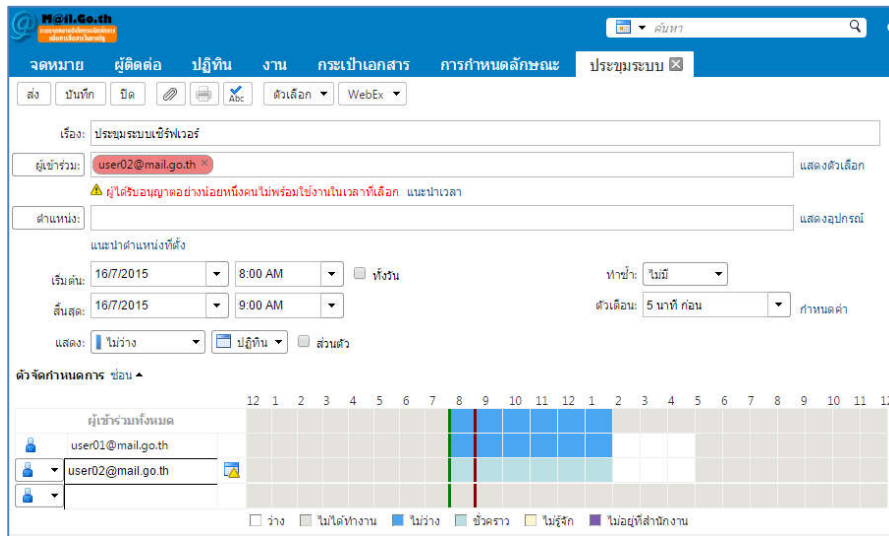 M@il.Go.th
ค้นหา
จดหมาย ผู้ติดต่อ ปฏิทิน งาน กระเป๋าเอกสาร การกำหนดลักษณะ ประชุมระบบ
ส่ง บันทึก ปิด Abc ตัวเลือก WebEx
เรื่อง: ประชุมระบบเซิร์ฟเวอร์
ผู้เข้าร่วม: user02@mail.go.th × แสดงตัวเลือก
ผู้ได้รับอนุญาตอย่างน้อยหนึ่งคนไม่พร้อมใช้งานในเวลาที่เลือก แนะนำเวลา
ตำแหน่ง: แสดงอุปกรณ์
แนะนำตำแหน่งที่ตั้ง
เริ่มต้น: 16/7/2015 8:00 AM ทั้งวัน ทำซ้ำ: ไม่มี
สิ้นสุด: 16/7/2015 9:00 AM ตัวเตือน: 5 นาที ก่อน กำหนดค่า
แสดง: ไม่ว่าง ปฏิทิน ส่วนตัว
ตัวจัดกำหนดการ ซ่อน
12 1 2 3 4 5 6 7 8 9 10 11 12 1 2 3 4 5 6 7 8 9 10 11 12
ผู้เข้าร่วมทั้งหมด
user01@mail.go.th
user02@mail.go.th
ว่าง ไม่ได้ทำงาน ไม่ว่าง ชั่วคราว ไม่รู้จัก ไม่อยู่ที่สำนักงาน